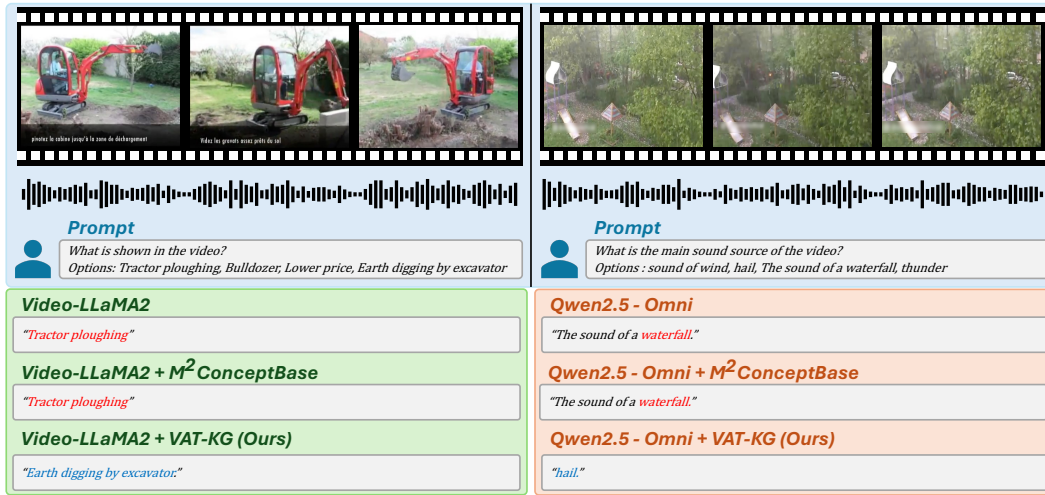 pivotez la cabine jusqu'à la zone de déchargement
Videz les gravats assez près du sol
Prompt
What is shown in the video?
Options: Tractor ploughing, Bulldozer, Lower price, Earth digging by excavator
Prompt
What is the main sound source of the video?
Options : sound of wind, hail, The sound of a waterfall, thunder
Video-LLaMA2
“Tractor ploughing”
Video-LLaMA2 + M²ConceptBase
“Tractor ploughing”
Video-LLaMA2 + VAT-KG (Ours)
“Earth digging by excavator.”
Qwen2.5 - Omni
“The sound of a waterfall.”
Qwen2.5 - Omni + M²ConceptBase
“The sound of a waterfall.”
Qwen2.5 - Omni + VAT-KG (Ours)
“hail.”